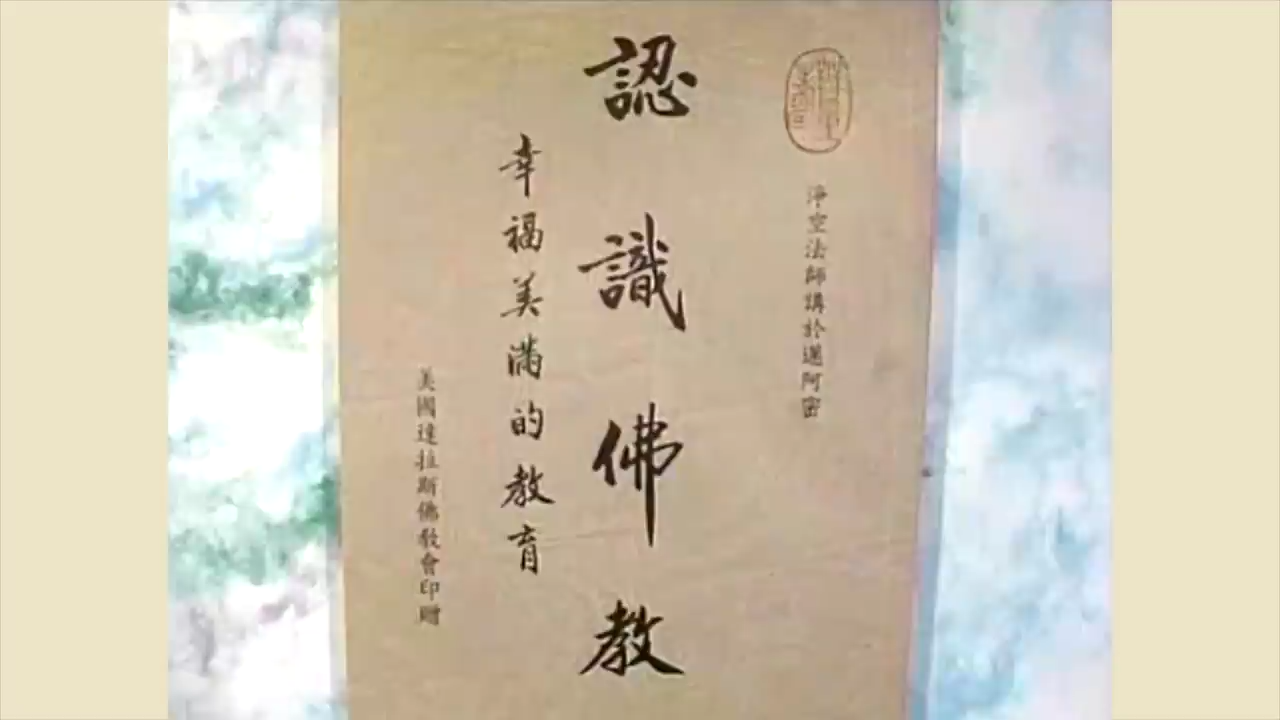 淨空法師講於邁阿密
認識佛教
幸福美滿的教育
美國達拉斯佛教會印贈